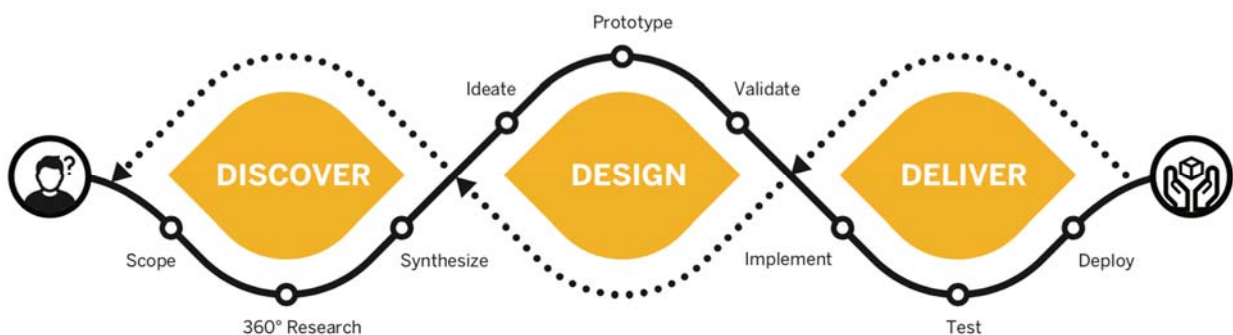 Prototype
Ideate
Validate
?
DISCOVER
DESIGN
DELIVER
Scope
Synthesize
Implement
Deploy
360° Research
Test